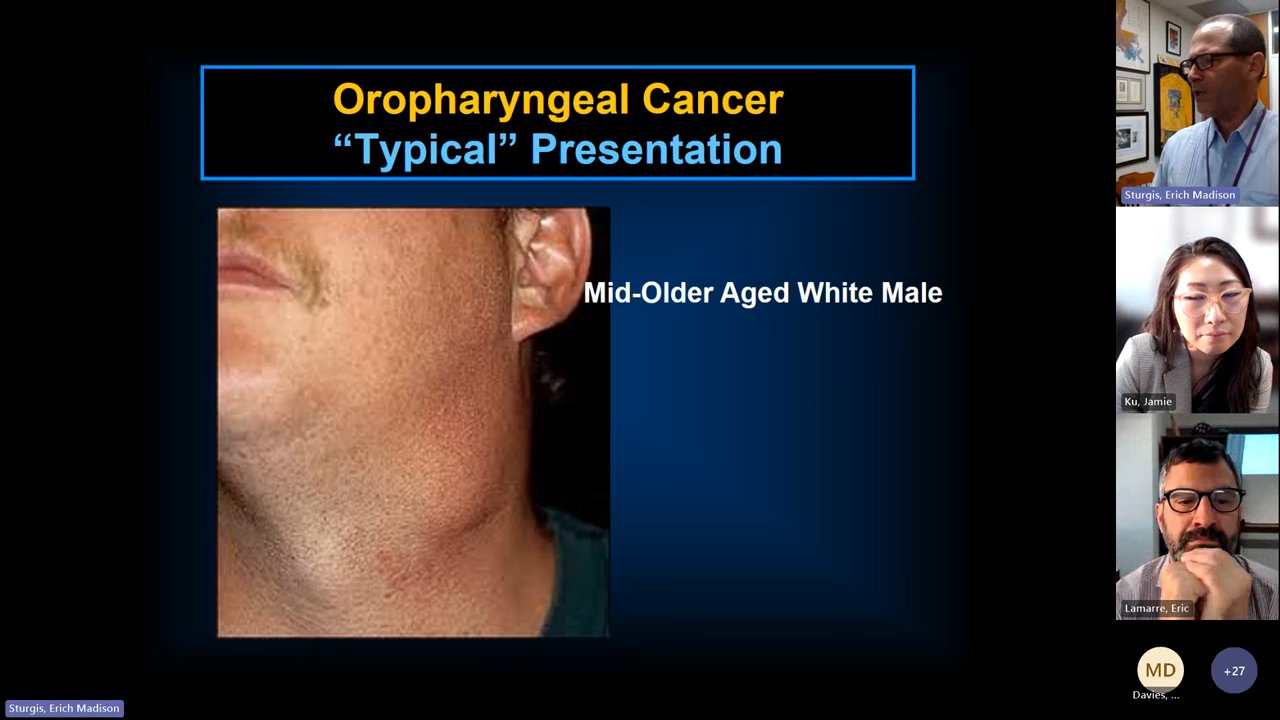 Oropharyngeal Cancer
“Typical” Presentation
Mid-Older Aged White Male
Sturgis, Erich Madison
Ku, Jamie
Lamarre, Eric
MD
Davies, ...
+27
Sturgis, Erich Madison